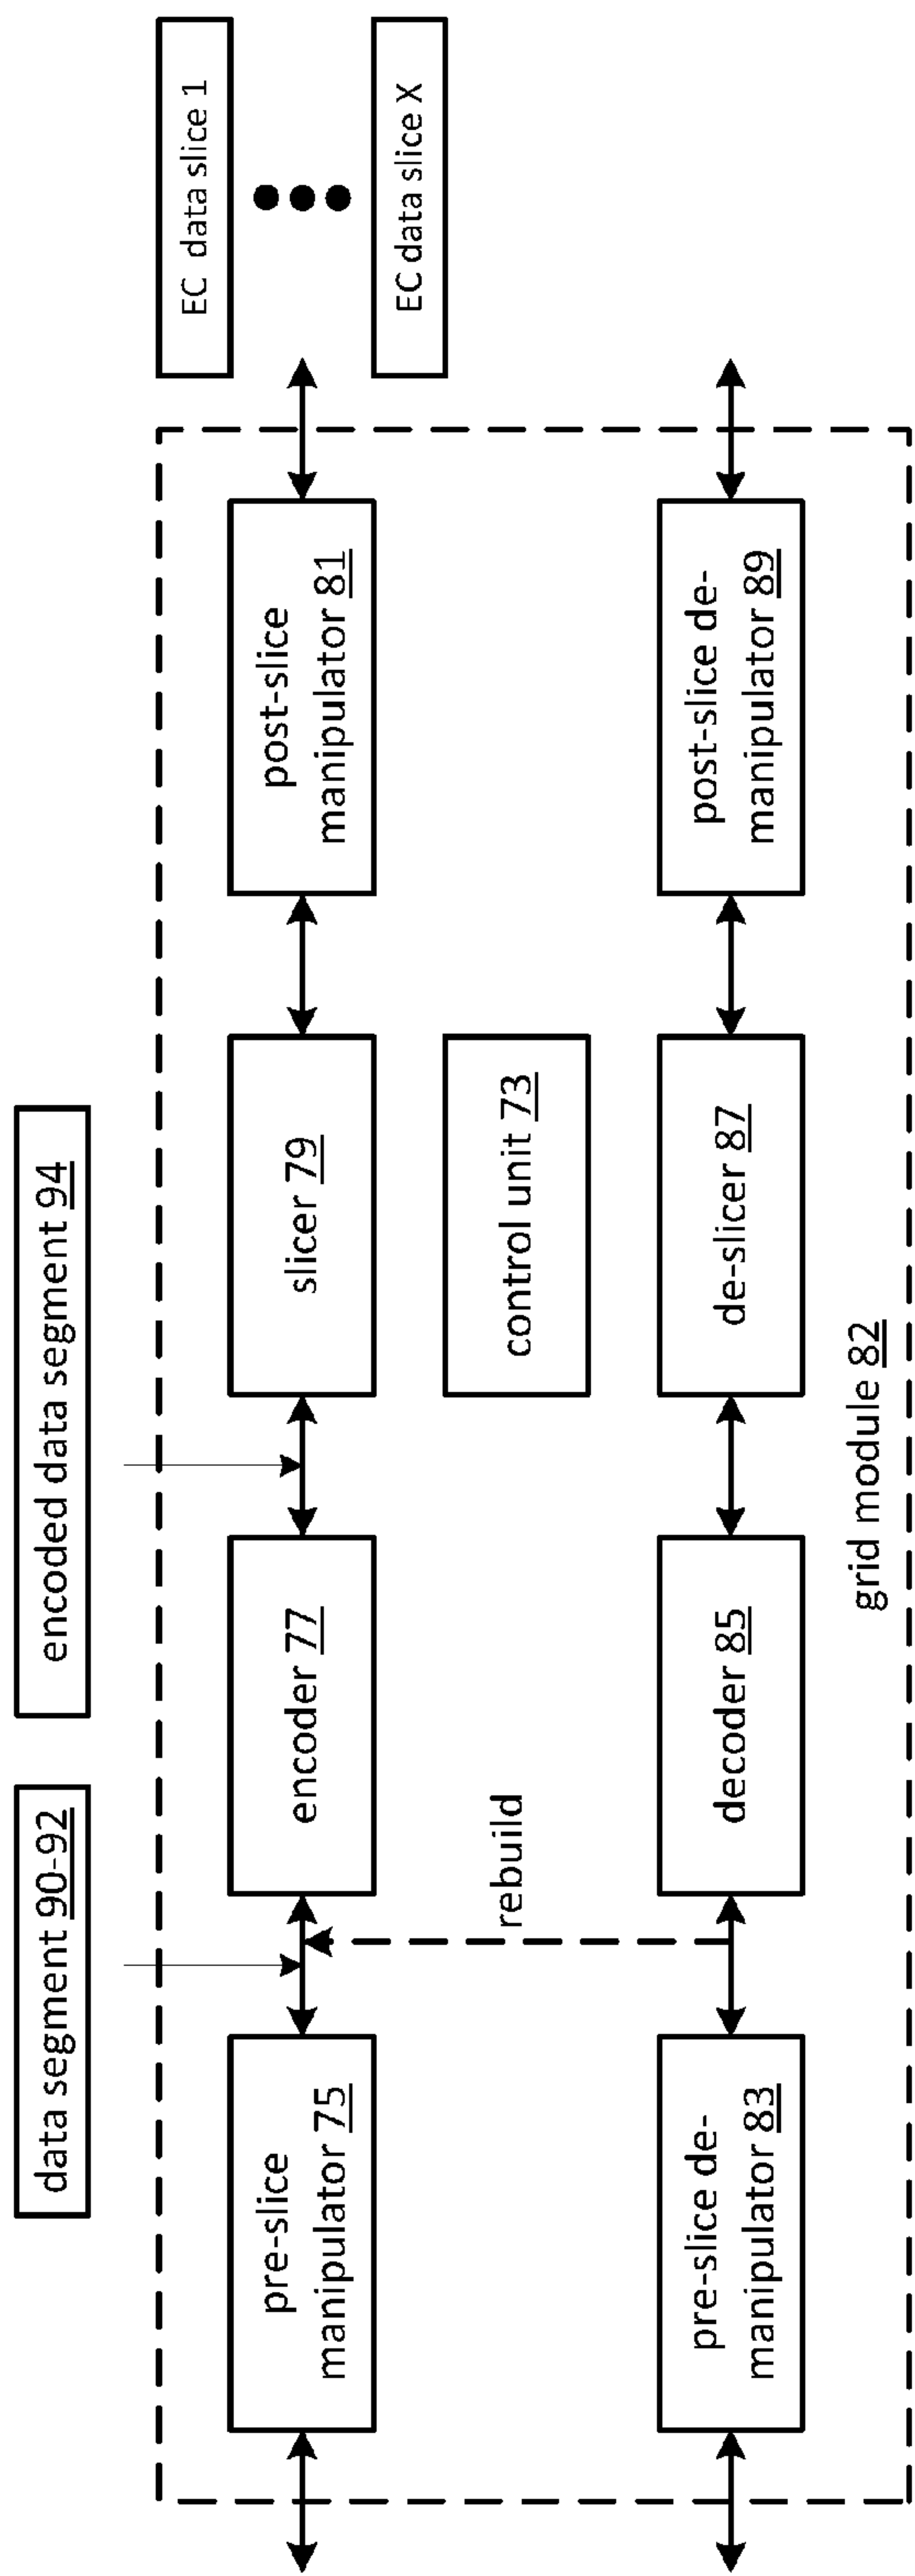 data segment 90-92
encoded data segment 94
EC data slice 1
EC data slice X
pre-slice
manipulator 75
encoder 77
slicer 79
post-slice
manipulator 81
rebuild
control unit 73
pre-slice de-
manipulator 83
decoder 85
de-slicer 87
post-slice de-
manipulator 89
grid module 82